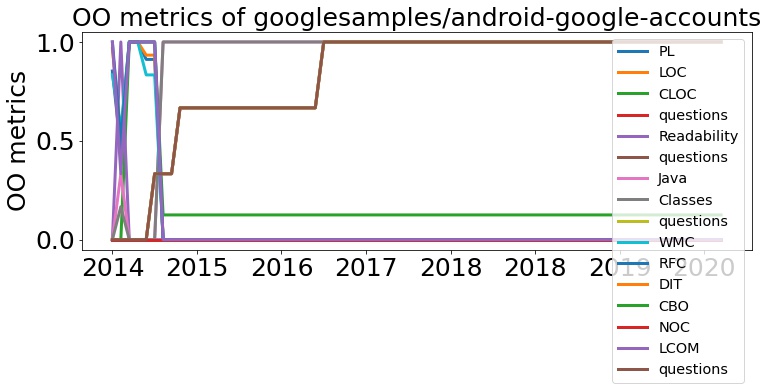 OO metrics of googlesamples/android-google-accounts
OO metrics
1.0
0.5
0.0
2014 2015 2016 2017 2018 2018 2019 2020
PL
LOC
CLOC
questions
Readability
questions
Java
Classes
questions
WMC
RFC
DIT
CBO
NOC
LCOM
questions